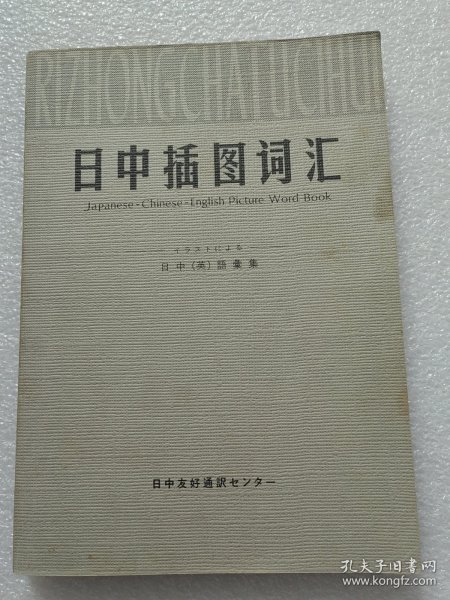 RIZHONGCHATUCIHUI
日中插图词汇
Japanese-Chinese-English Picture Word Book
イラストによる
日中(英)語彙集
日中友好通訳センター
孔夫子旧书网
www.kongfz.com